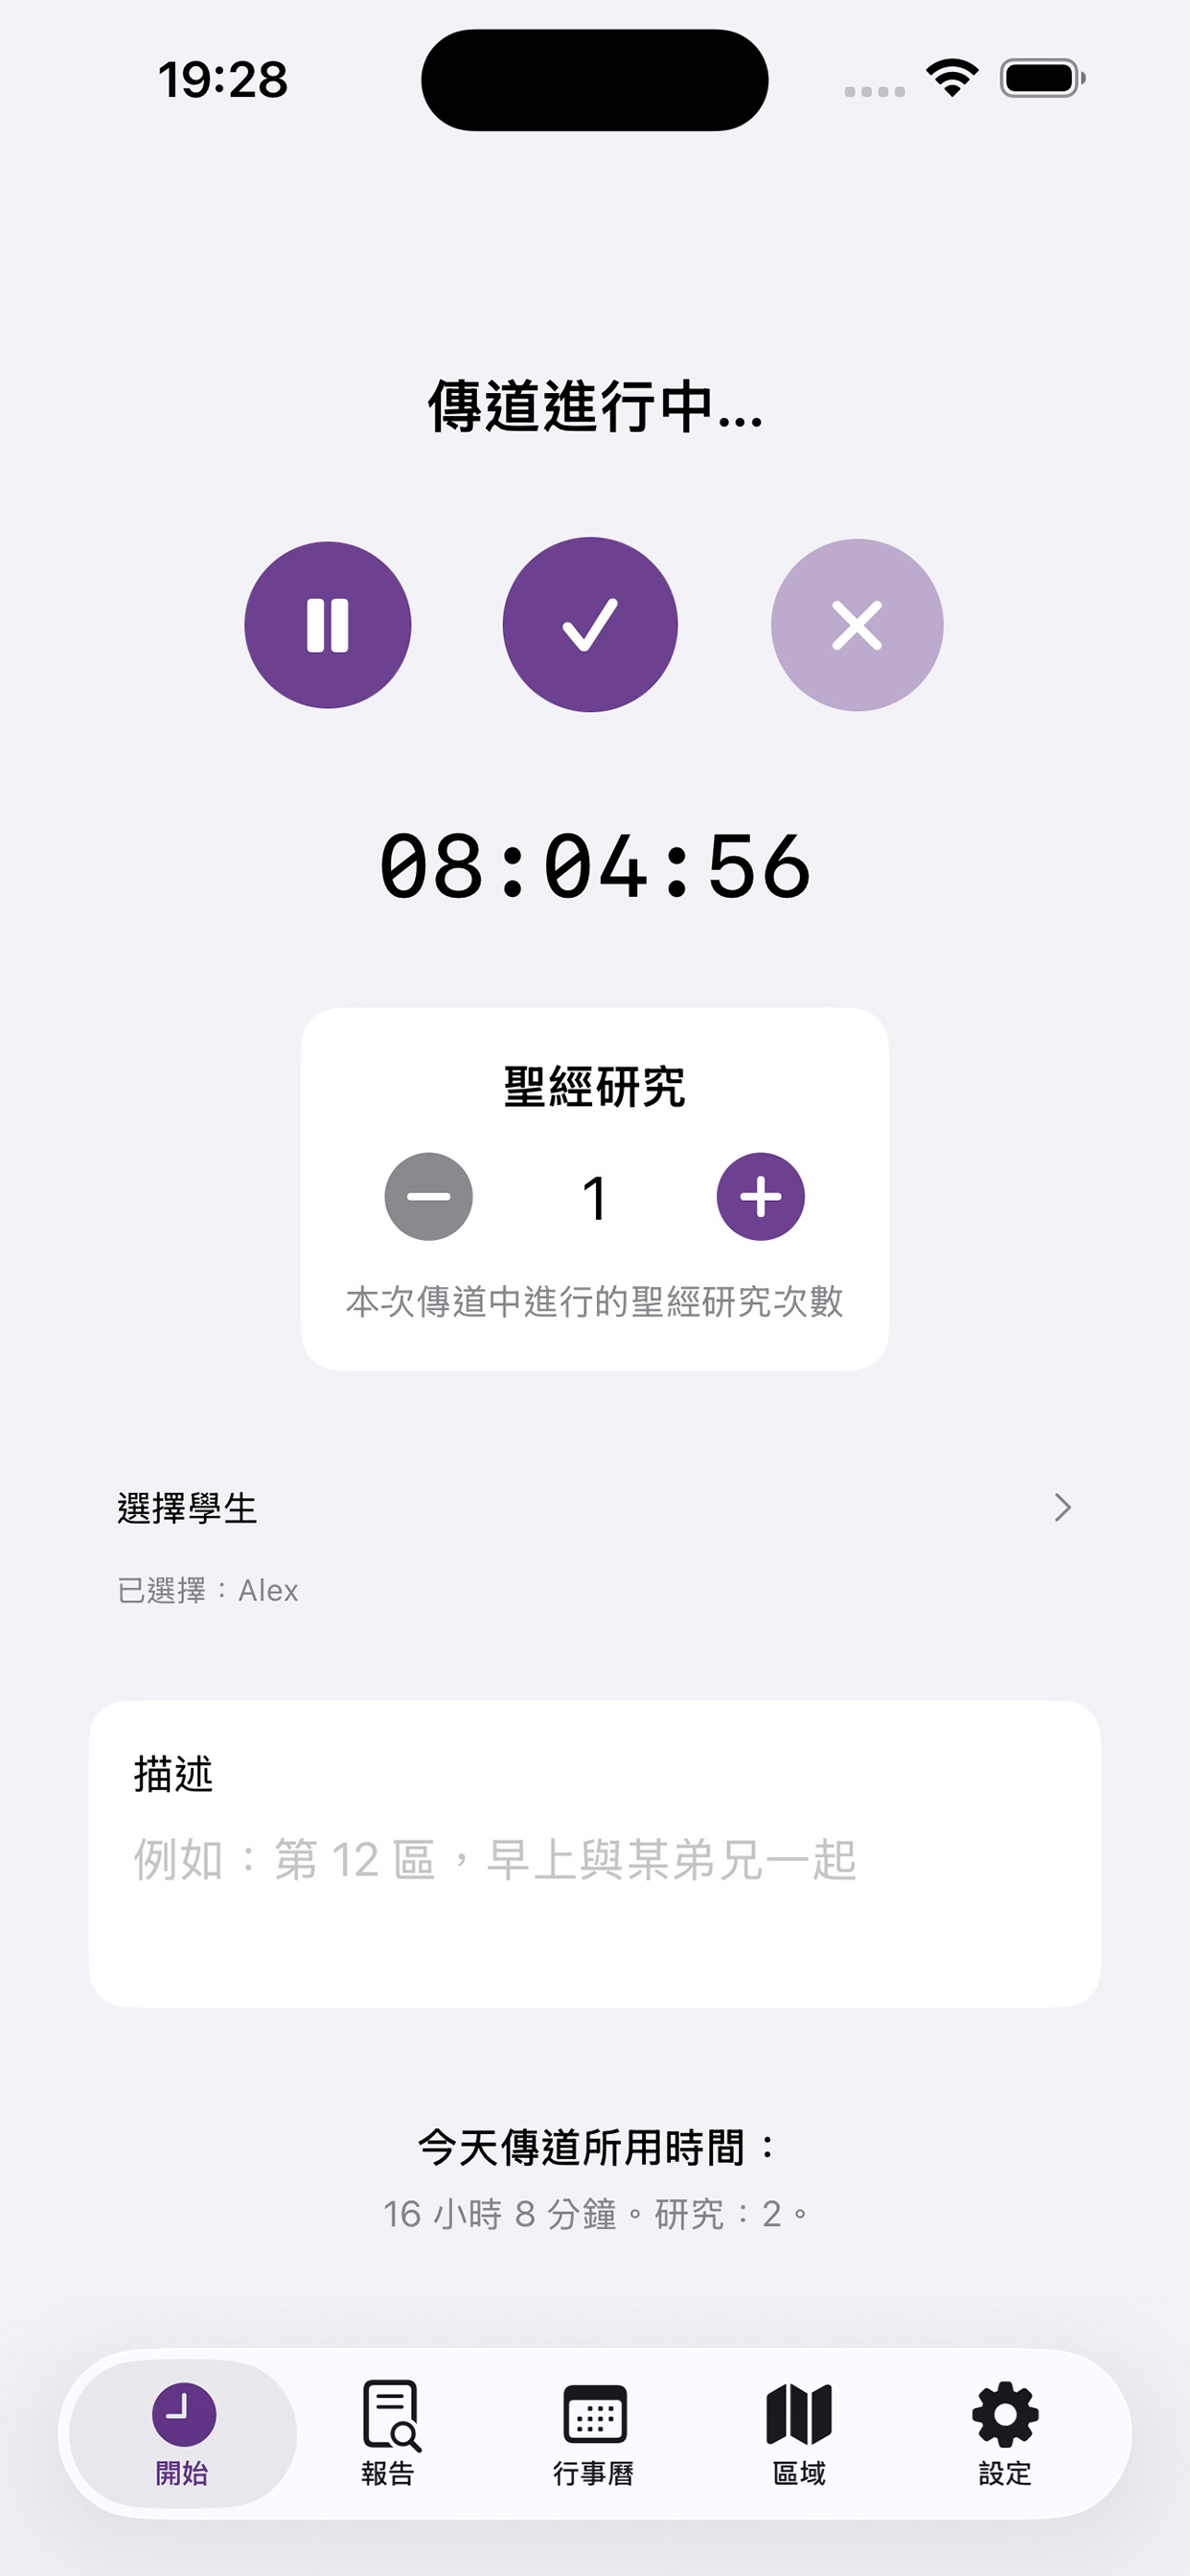 19:28
傳道進行中...
08:04:56
聖經研究
1
本次傳道中進行的聖經研究次數
選擇學生
已選擇：Alex
描述
例如：第 12 區，早上與某弟兄一起
今天傳道所用時間：
16 小時 8 分鐘。研究：2。
開始
報告
行事曆
區域
設定